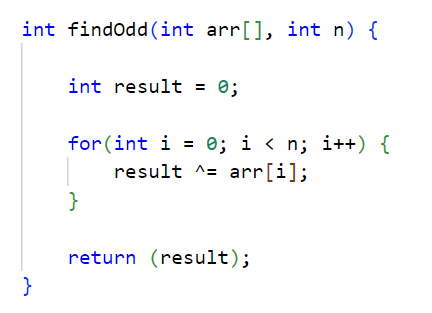 int findOdd(int arr[], int n) {
int result = 0;
for(int i = 0; i < n; i++) {
result ^= arr[i];
}
return (result);
}